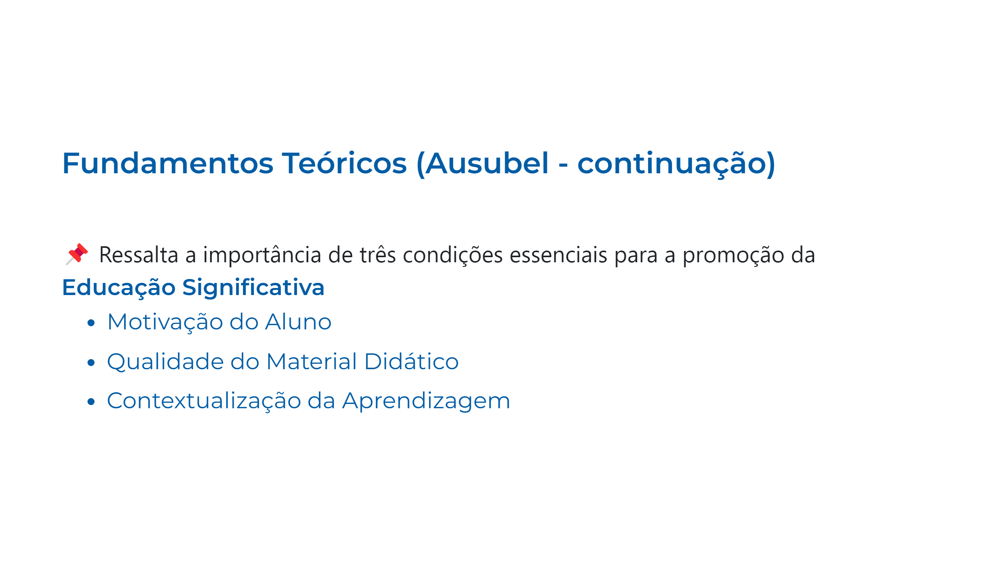 Fundamentos Teóricos (Ausubel - continuação)
📌 Ressalta a importância de três condições essenciais para a promoção da
Educação Significativa
• Motivação do Aluno
• Qualidade do Material Didático
• Contextualização da Aprendizagem